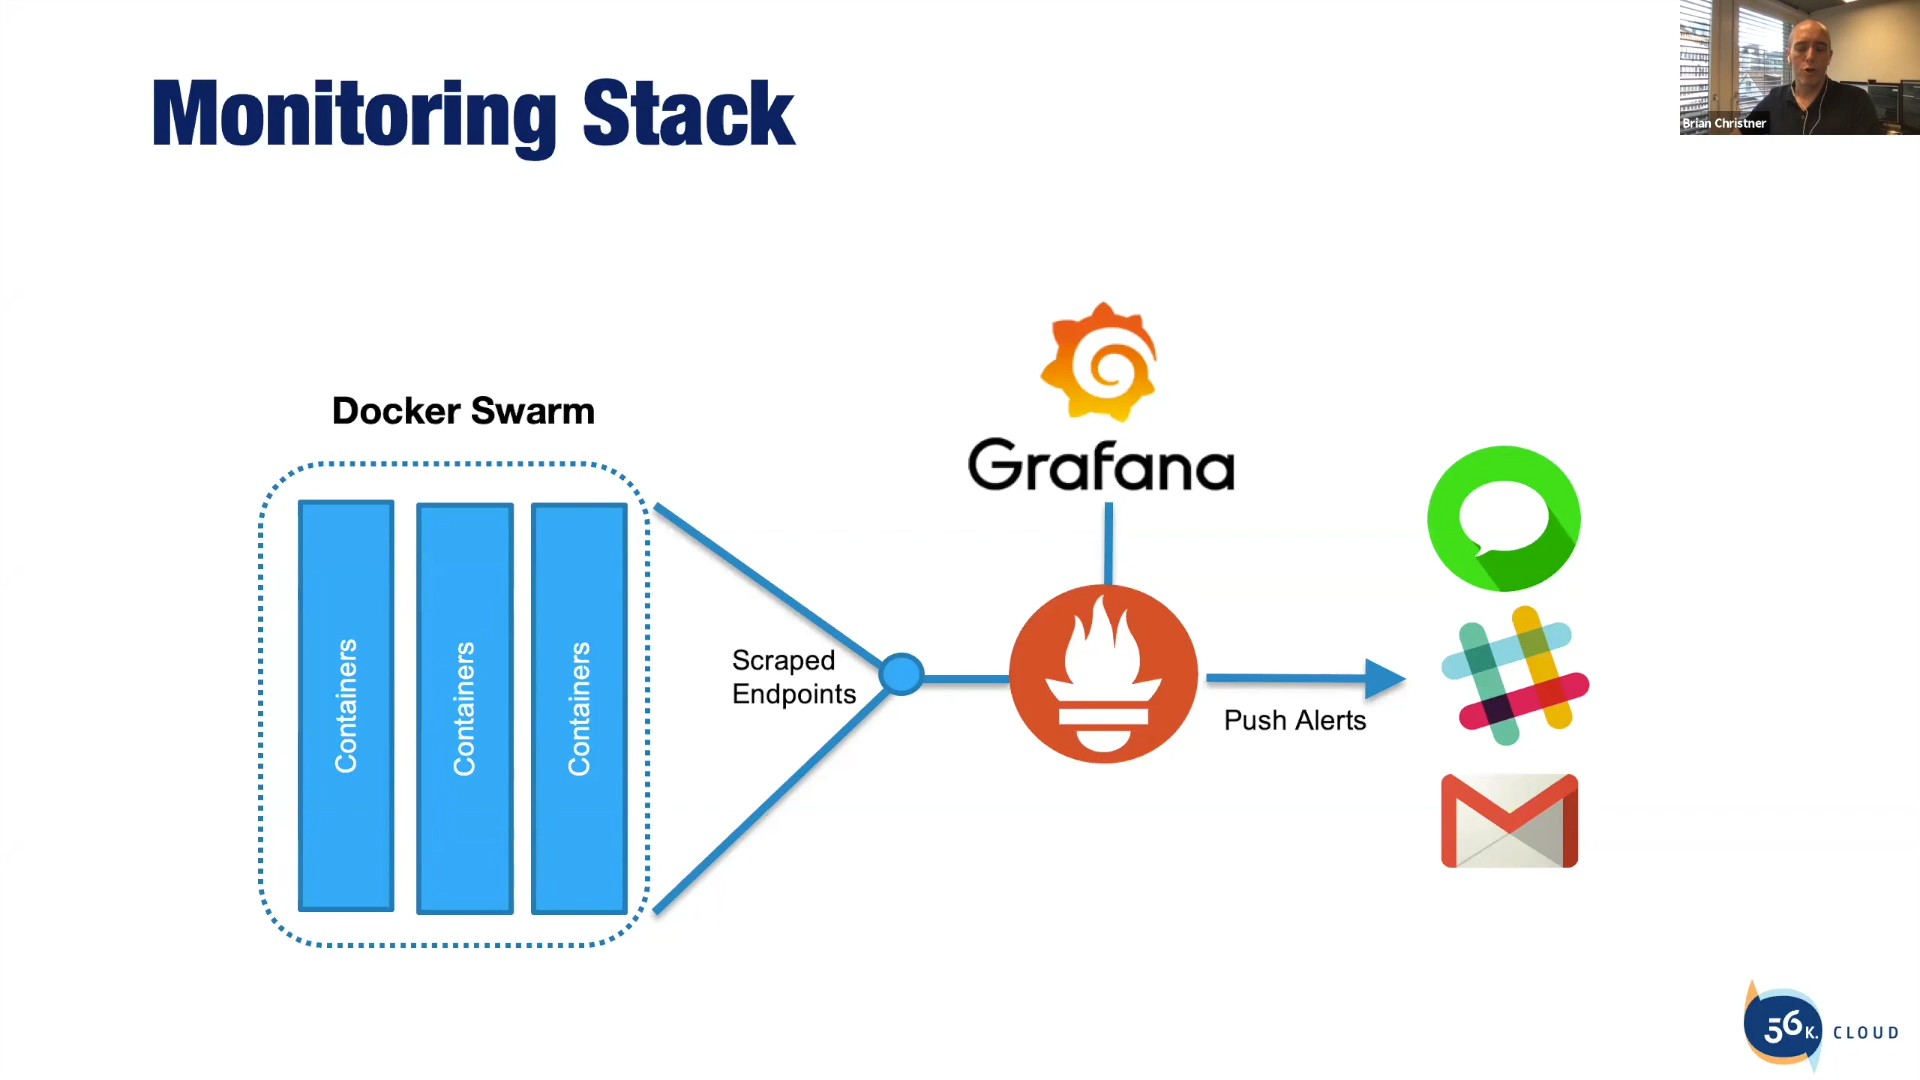 Monitoring Stack
Brian Christner
Docker Swarm
Containers
Containers
Containers
Scraped
Endpoints
Grafana
Push Alerts
56K. CLOUD